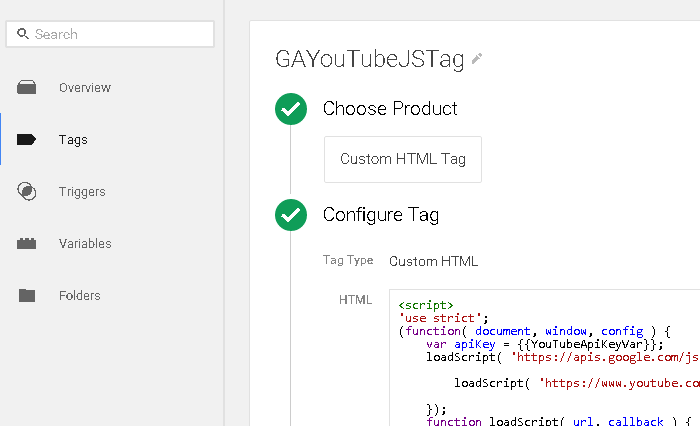 Search
Overview
Tags
Triggers
Variables
Folders
GAYouTubeJSTag
Choose Product
Custom HTML Tag
Configure Tag
Tag Type Custom HTML
HTML
<script>
'use strict';
(function( document, window, config ) {
var apiKey = {{YouTubeApiKeyVar}};
loadScript( 'https://apis.google.com/js
loadScript( 'https://www.youtube.co
});
function loadScript( url, callback ) {